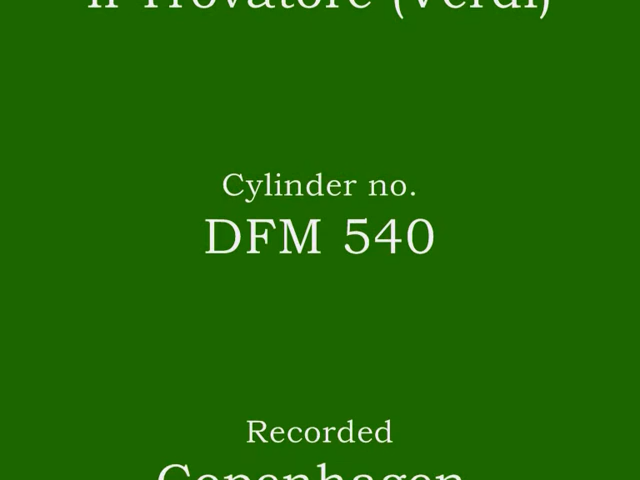 Il Trovatore (Verdi)
Cylinder no.
DFM 540
Recorded
Copenhagen